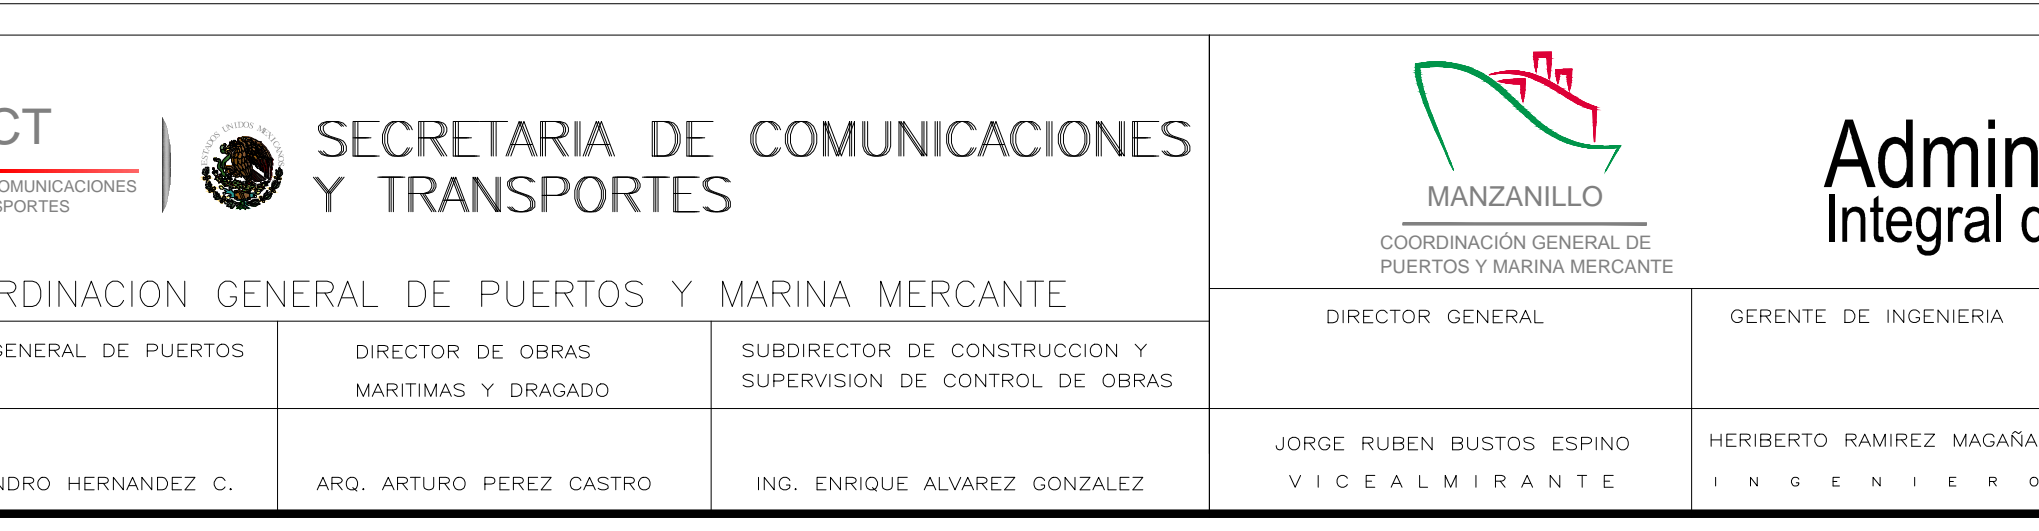 CT
OMUNICACIONES
SPORTES
ESTADOS UNIDOS MEXICANOS
SECRETARIA DE COMUNICACIONES
Y TRANSPORTES
RDINACION GENERAL DE PUERTOS Y MARINA MERCANTE
GENERAL DE PUERTOS
DIRECTOR DE OBRAS
MARITIMAS Y DRAGADO
SUBDIRECTOR DE CONSTRUCCION Y
SUPERVISION DE CONTROL DE OBRAS
NDRO HERNANDEZ C.
ARQ. ARTURO PEREZ CASTRO
ING. ENRIQUE ALVAREZ GONZALEZ
MANZANILLO
COORDINACIÓN GENERAL DE
PUERTOS Y MARINA MERCANTE
Admin
Integral d
DIRECTOR GENERAL
GERENTE DE INGENIERIA
JORGE RUBEN BUSTOS ESPINO
VICEALMIRANTE
HERIBERTO RAMIREZ MAGAÑA
INGENIERO